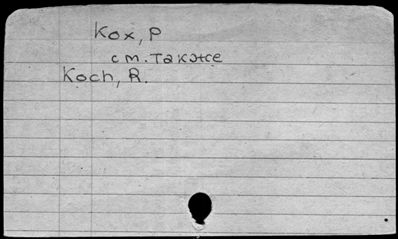 Кох, Р
см. также
Koch, R.